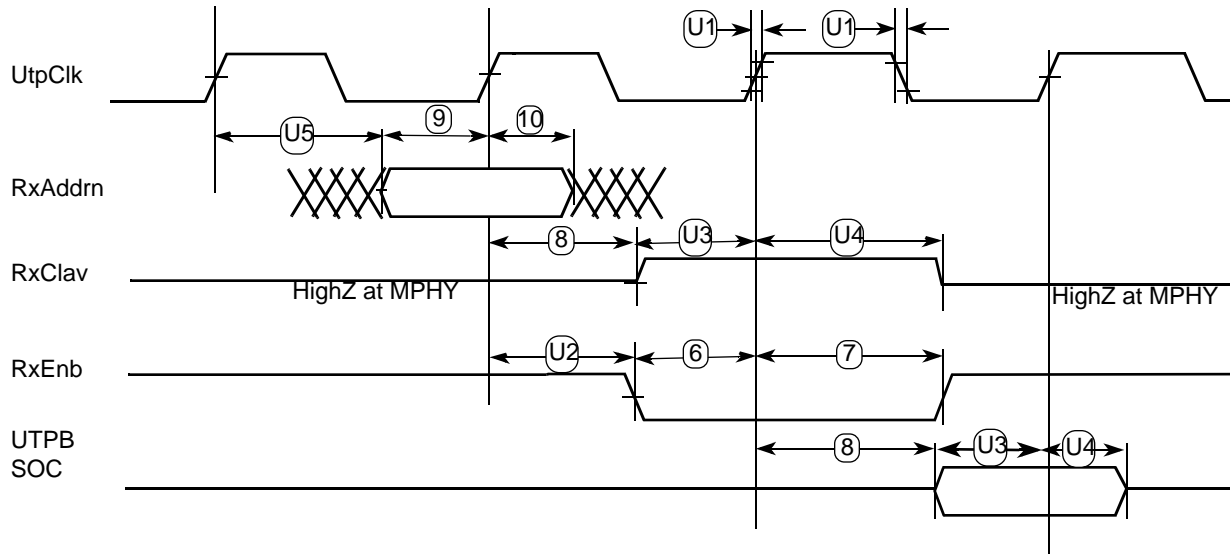 U1 U1
UtpClk
9 10
U5
RxAddrn
8 U3 U4
RxClav
HighZ at MPHY HighZ at MPHY
U2 6 7
RxEnb
UTPB
SOC
8 U3 U4